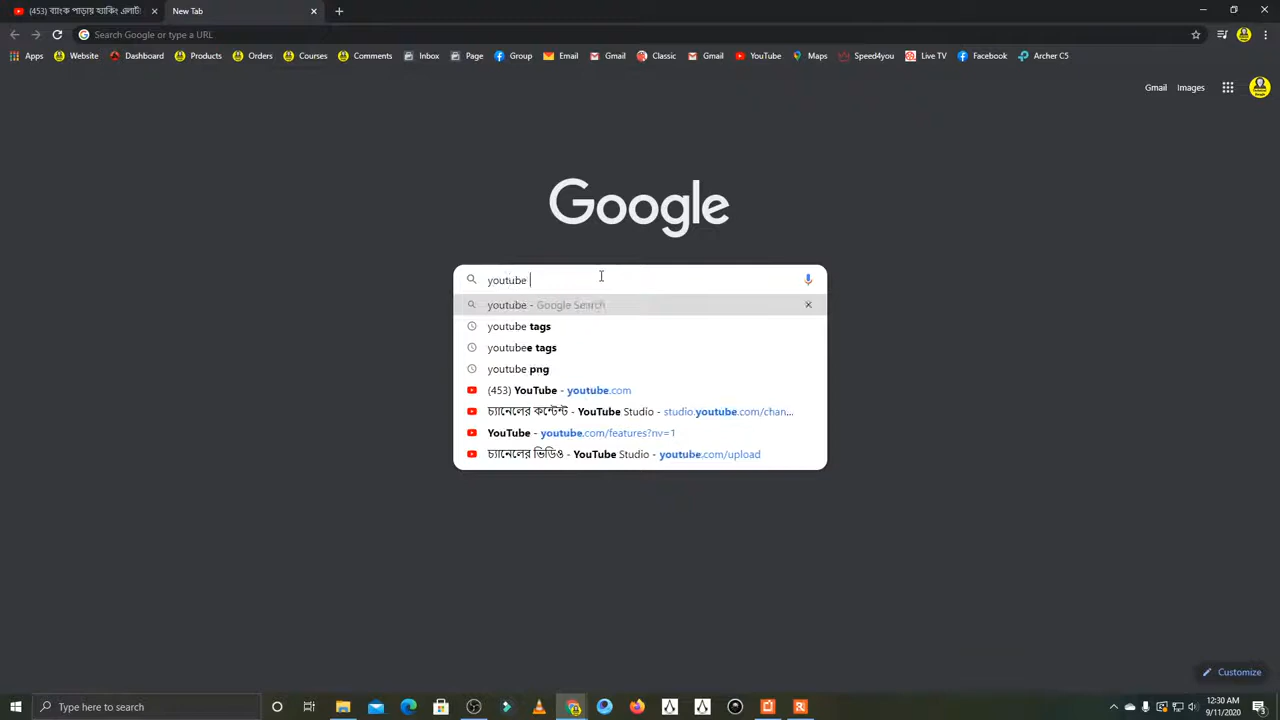 (453) ব্যাংক পাড়ায় হ্যাকিং এলার্ট!
New Tab
Search Google or type a URL
Apps
Website
Dashboard
Products
Orders
Courses
Comments
Inbox
Page
Group
Email
Gmail
Classic
Gmail
YouTube
Maps
Speed4you
Live TV
Facebook
Archer C5
Gmail
Images
Google
youtube
youtube - Google Search
youtube tags
youtubee tags
youtube png
(453) YouTube - youtube.com
চ্যানেলের কন্টেন্ট - YouTube Studio - studio.youtube.com/chan...
YouTube - youtube.com/features?nv=1
চ্যানেলের ভিডিও - YouTube Studio - youtube.com/upload
Customize
Type here to search
12:30 AM
9/11/2020